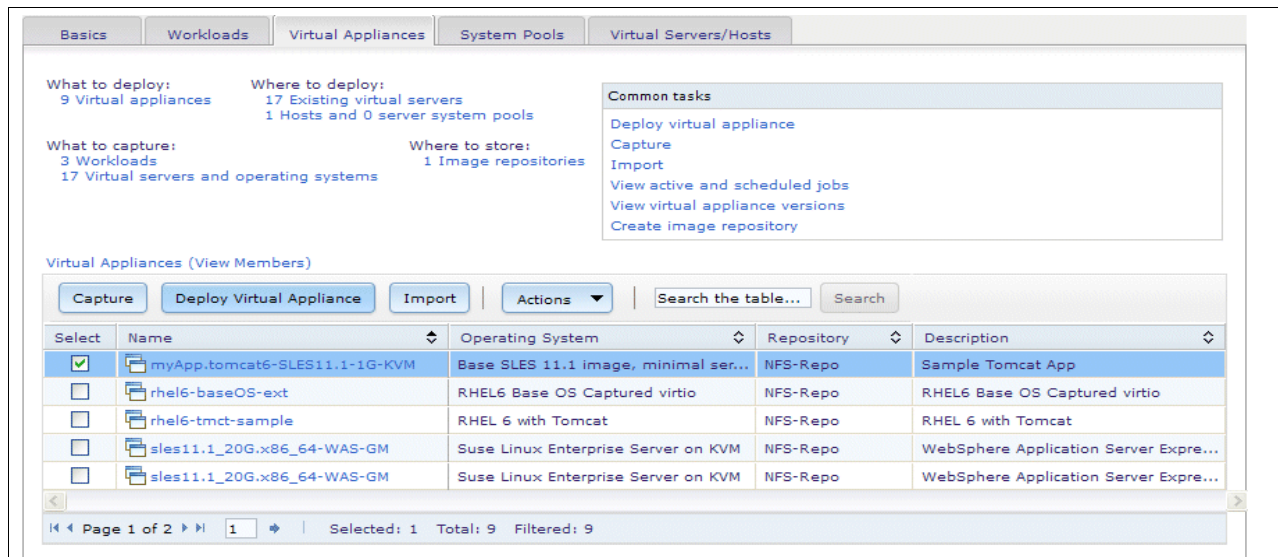 Basics Workloads Virtual Appliances System Pools Virtual Servers/Hosts
What to deploy: Where to deploy:
9 Virtual appliances 17 Existing virtual servers
1 Hosts and 0 server system pools
What to capture: Where to store:
3 Workloads 1 Image repositories
17 Virtual servers and operating systems
Common tasks
Deploy virtual appliance
Capture
Import
View active and scheduled jobs
View virtual appliance versions
Create image repository
Virtual Appliances (View Members)
Capture Deploy Virtual Appliance Import Actions Search the table... Search
Select Name Operating System Repository Description
myApp.tomcat6-SLES11.1-1G-KVM Base SLES 11.1 image, minimal ser... NFS-Repo Sample Tomcat App
rhel6-baseOS-ext RHEL6 Base OS Captured virtio NFS-Repo RHEL6 Base OS Captured virtio
rhel6-tmct-sample RHEL 6 with Tomcat NFS-Repo RHEL 6 with Tomcat
sles11.1_20G.x86_64-WAS-GM Suse Linux Enterprise Server on KVM NFS-Repo WebSphere Application Server Expre...
sles11.1_20G.x86_64-WAS-GM Suse Linux Enterprise Server on KVM NFS-Repo WebSphere Application Server Expre...
Page 1 of 2 1 Selected: 1 Total: 9 Filtered: 9